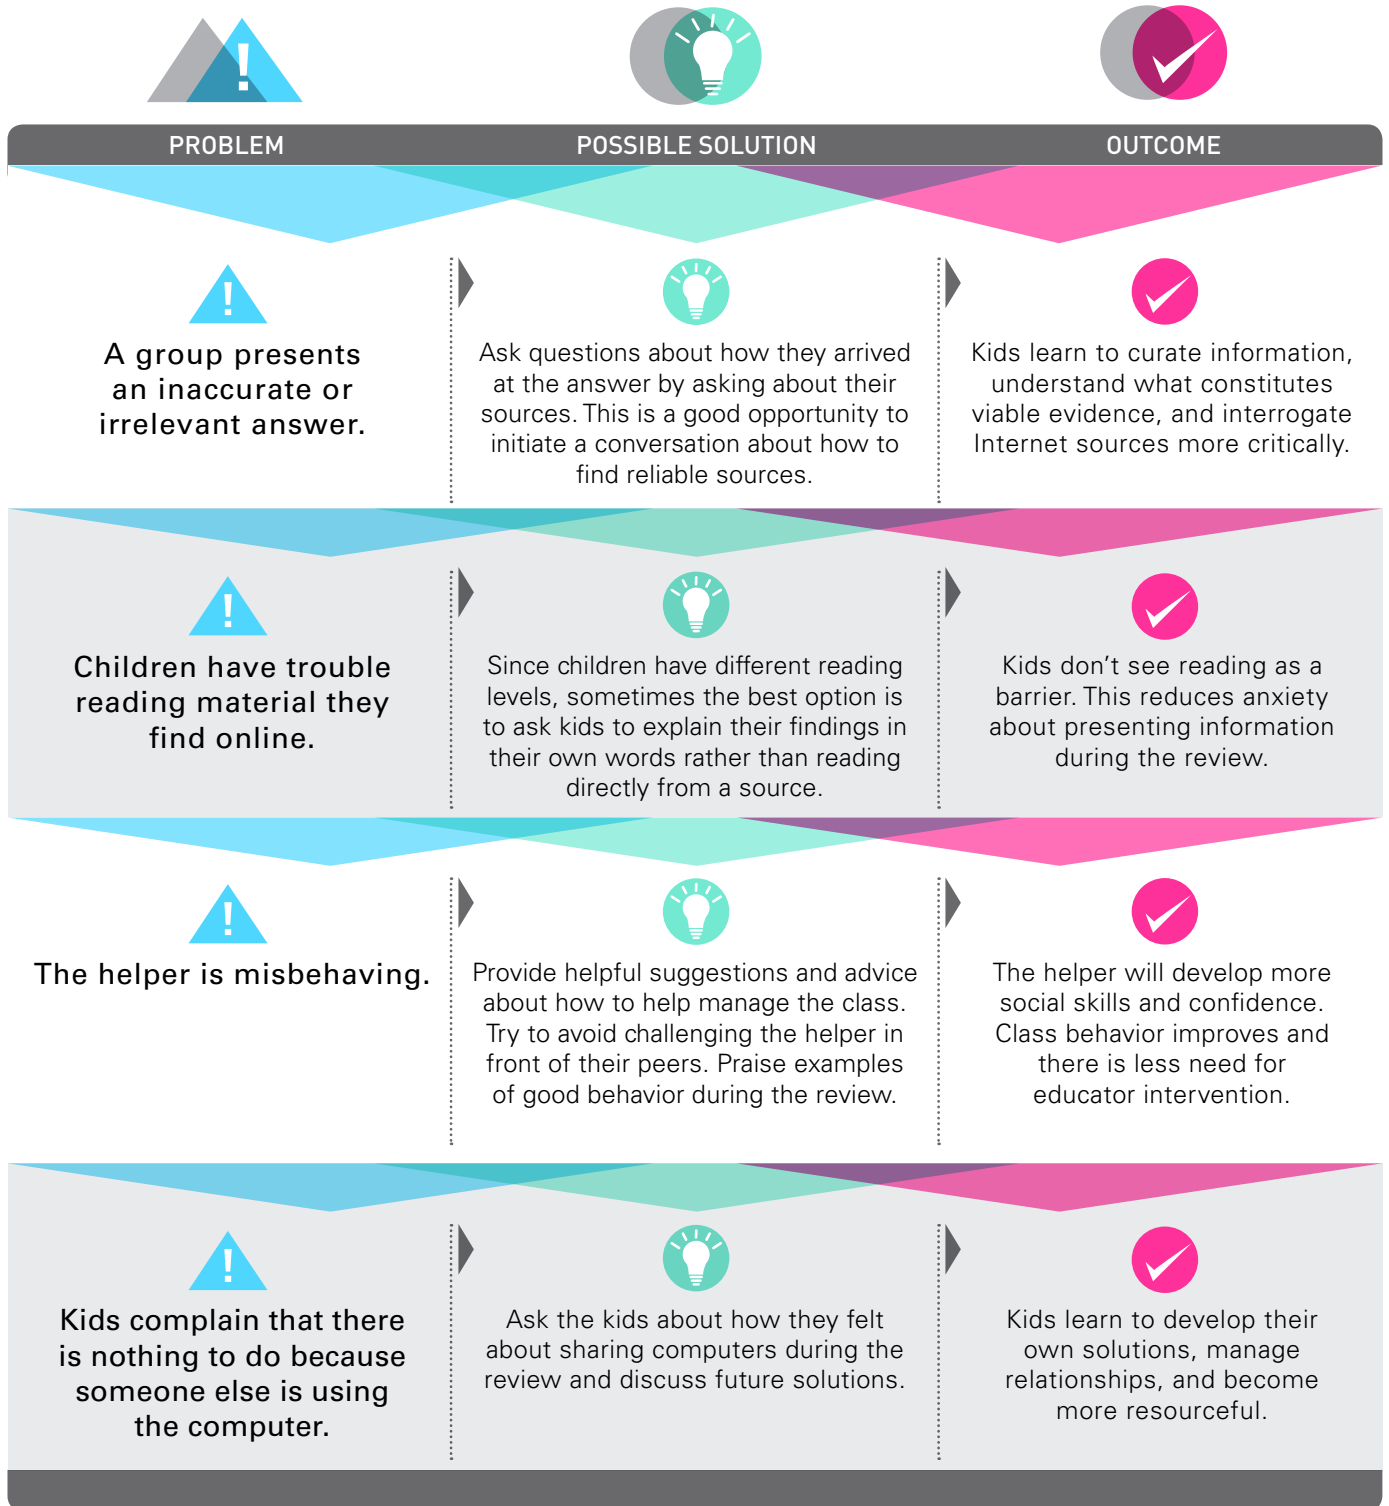 PROBLEM
POSSIBLE SOLUTION
OUTCOME
A group presents
an inaccurate or
irrelevant answer.
Ask questions about how they arrived
at the answer by asking about their
sources. This is a good opportunity to
initiate a conversation about how to
find reliable sources.
Kids learn to curate information,
understand what constitutes
viable evidence, and interrogate
Internet sources more critically.
Children have trouble
reading material they
find online.
Since children have different reading
levels, sometimes the best option is
to ask kids to explain their findings in
their own words rather than reading
directly from a source.
Kids don’t see reading as a
barrier. This reduces anxiety
about presenting information
during the review.
The helper is misbehaving.
Provide helpful suggestions and advice
about how to help manage the class.
Try to avoid challenging the helper in
front of their peers. Praise examples
of good behavior during the review.
The helper will develop more
social skills and confidence.
Class behavior improves and
there is less need for
educator intervention.
Kids complain that there
is nothing to do because
someone else is using
the computer.
Ask the kids about how they felt
about sharing computers during the
review and discuss future solutions.
Kids learn to develop their
own solutions, manage
relationships, and become
more resourceful.